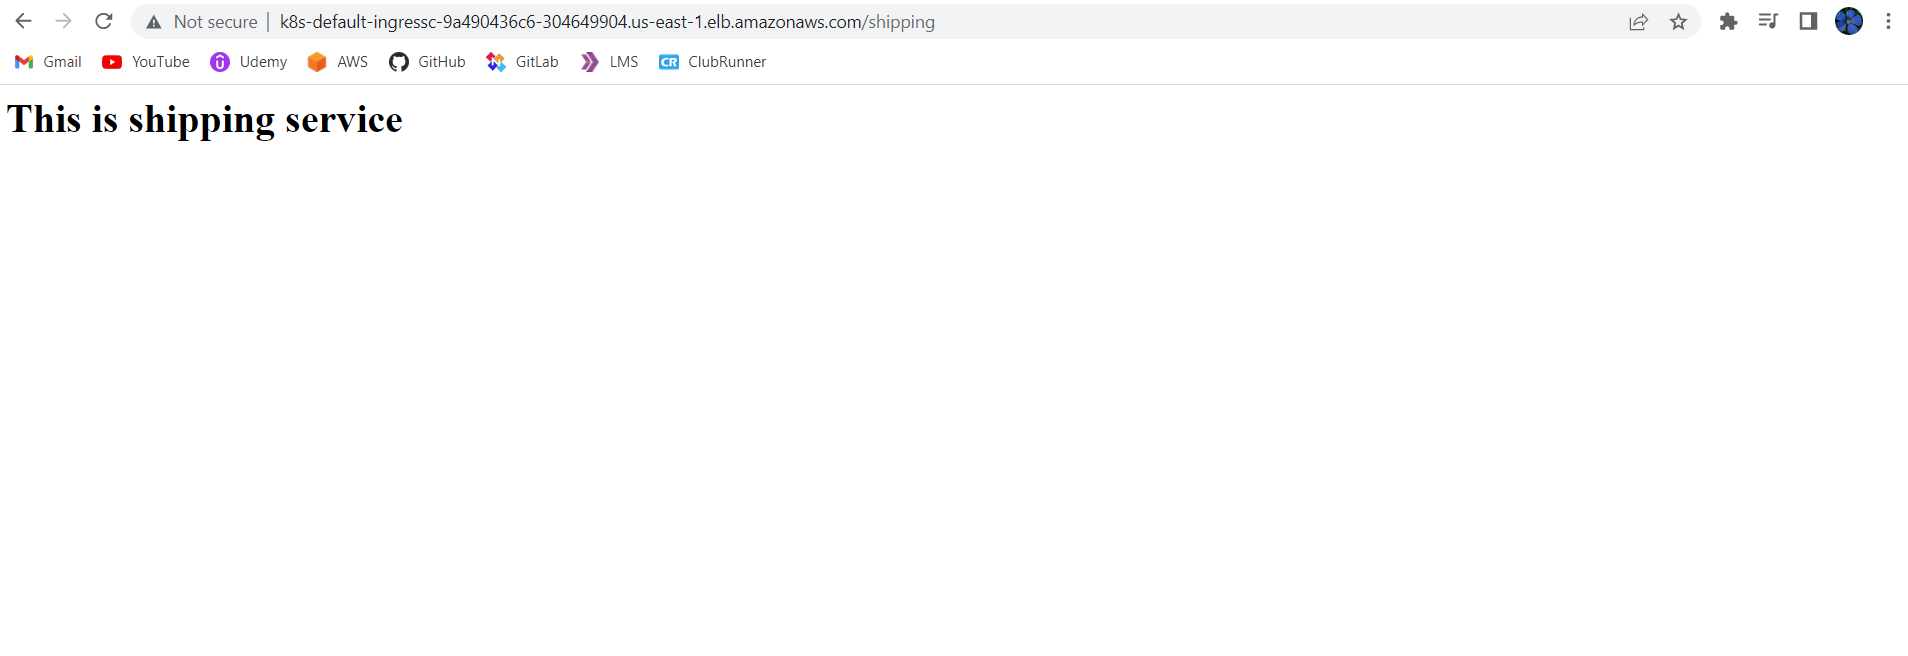 Not secure | k8s-default-ingressc-9a490436c6-304649904.us-east-1.elb.amazonaws.com/shipping
Gmail YouTube Udemy AWS GitHub GitLab LMS CR ClubRunner
This is shipping service